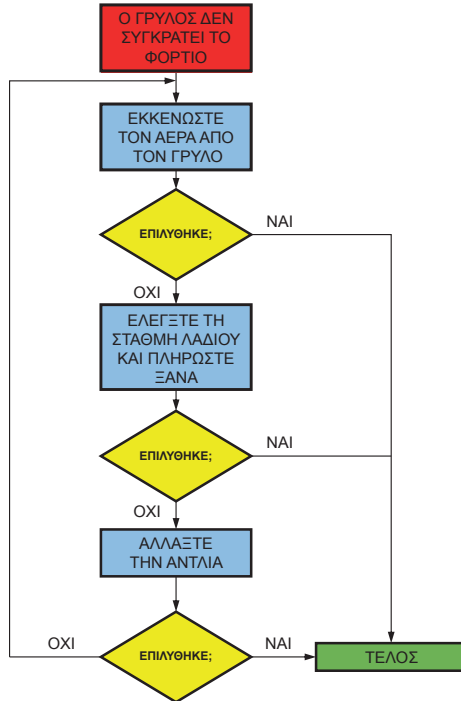 Ο ΓΡΥΛΟΣ ΔΕΝ
ΣΥΓΚΡΑΤΕΙ ΤΟ
ΦΟΡΤΙΟ
ΕΚΚΕΝΩΣΤΕ
ΤΟΝ ΑΕΡΑ ΑΠΟ
ΤΟΝ ΓΡΥΛΟ
ΕΠΙΛΥΘΗΚΕ;
ΝΑΙ
ΟΧΙ
ΕΛΕΓΞΤΕ ΤΗ
ΣΤΑΘΜΗ ΛΑΔΙΟΥ
ΚΑΙ ΠΛΗΡΩΣΤΕ
ΞΑΝΑ
ΕΠΙΛΥΘΗΚΕ;
ΝΑΙ
ΟΧΙ
ΑΛΛΑΞΤΕ
ΤΗΝ ΑΝΤΛΙΑ
ΟΧΙ
ΕΠΙΛΥΘΗΚΕ;
ΝΑΙ
ΤΕΛΟΣ